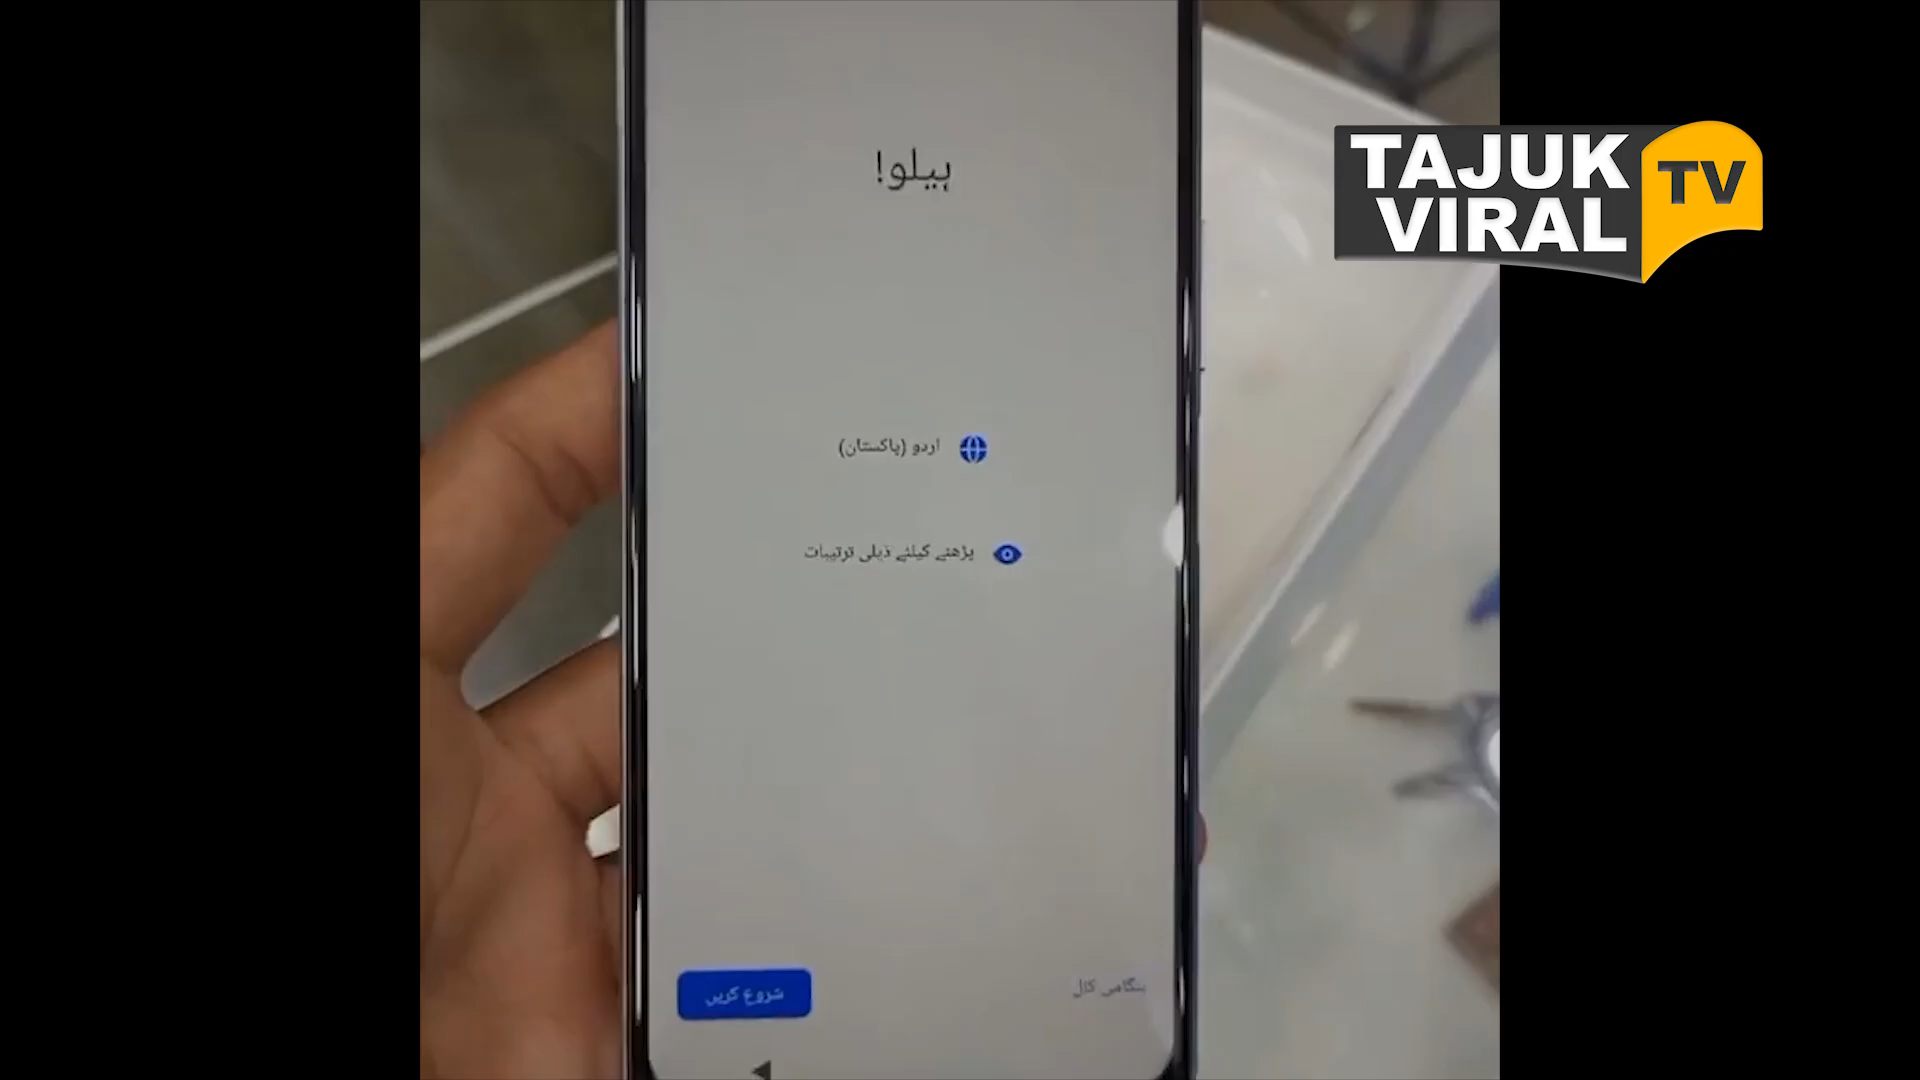 ہیلو!
اردو (پاکستان)
پڑھنے کیلئے ذیلی ترتیبات
شروع کریں
ہنگامی کال
TAJUK
VIRAL
TV